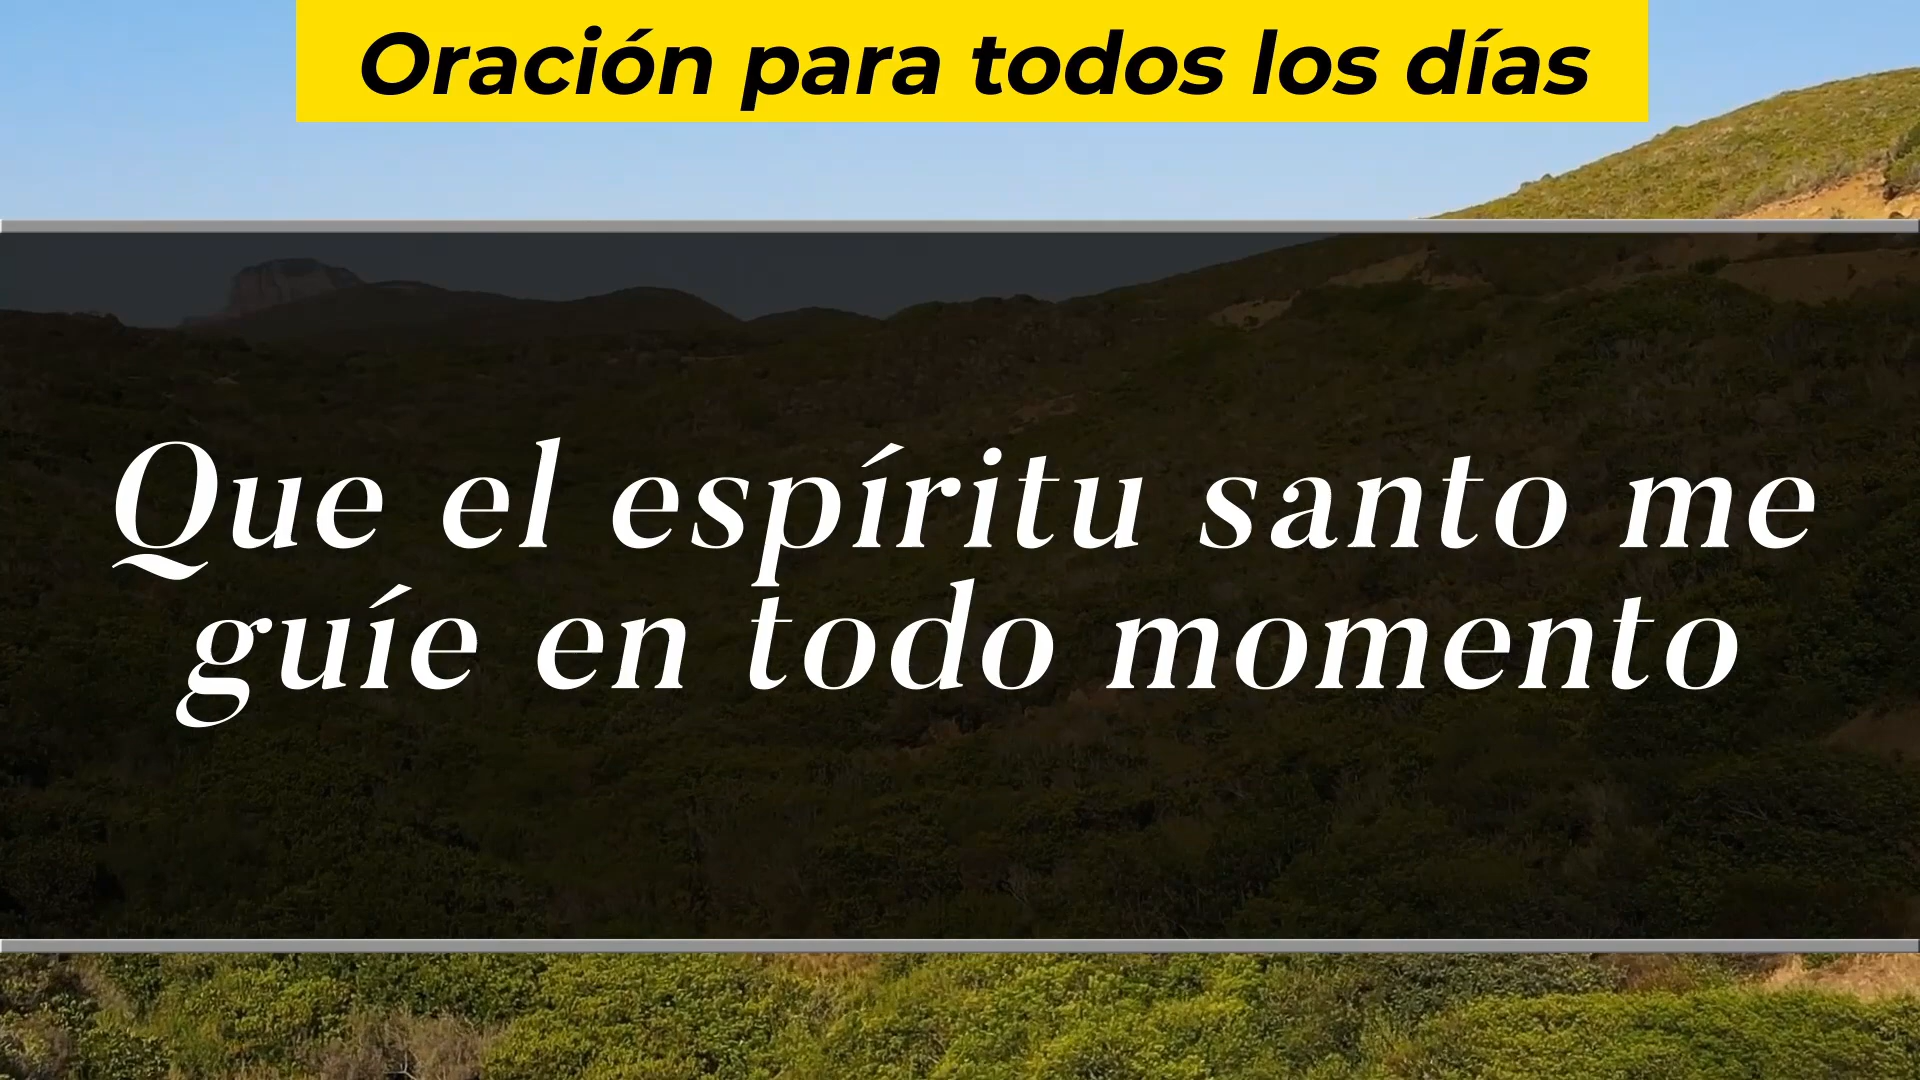 Oración para todos los días
Que el espíritu santo me
guíe en todo momento